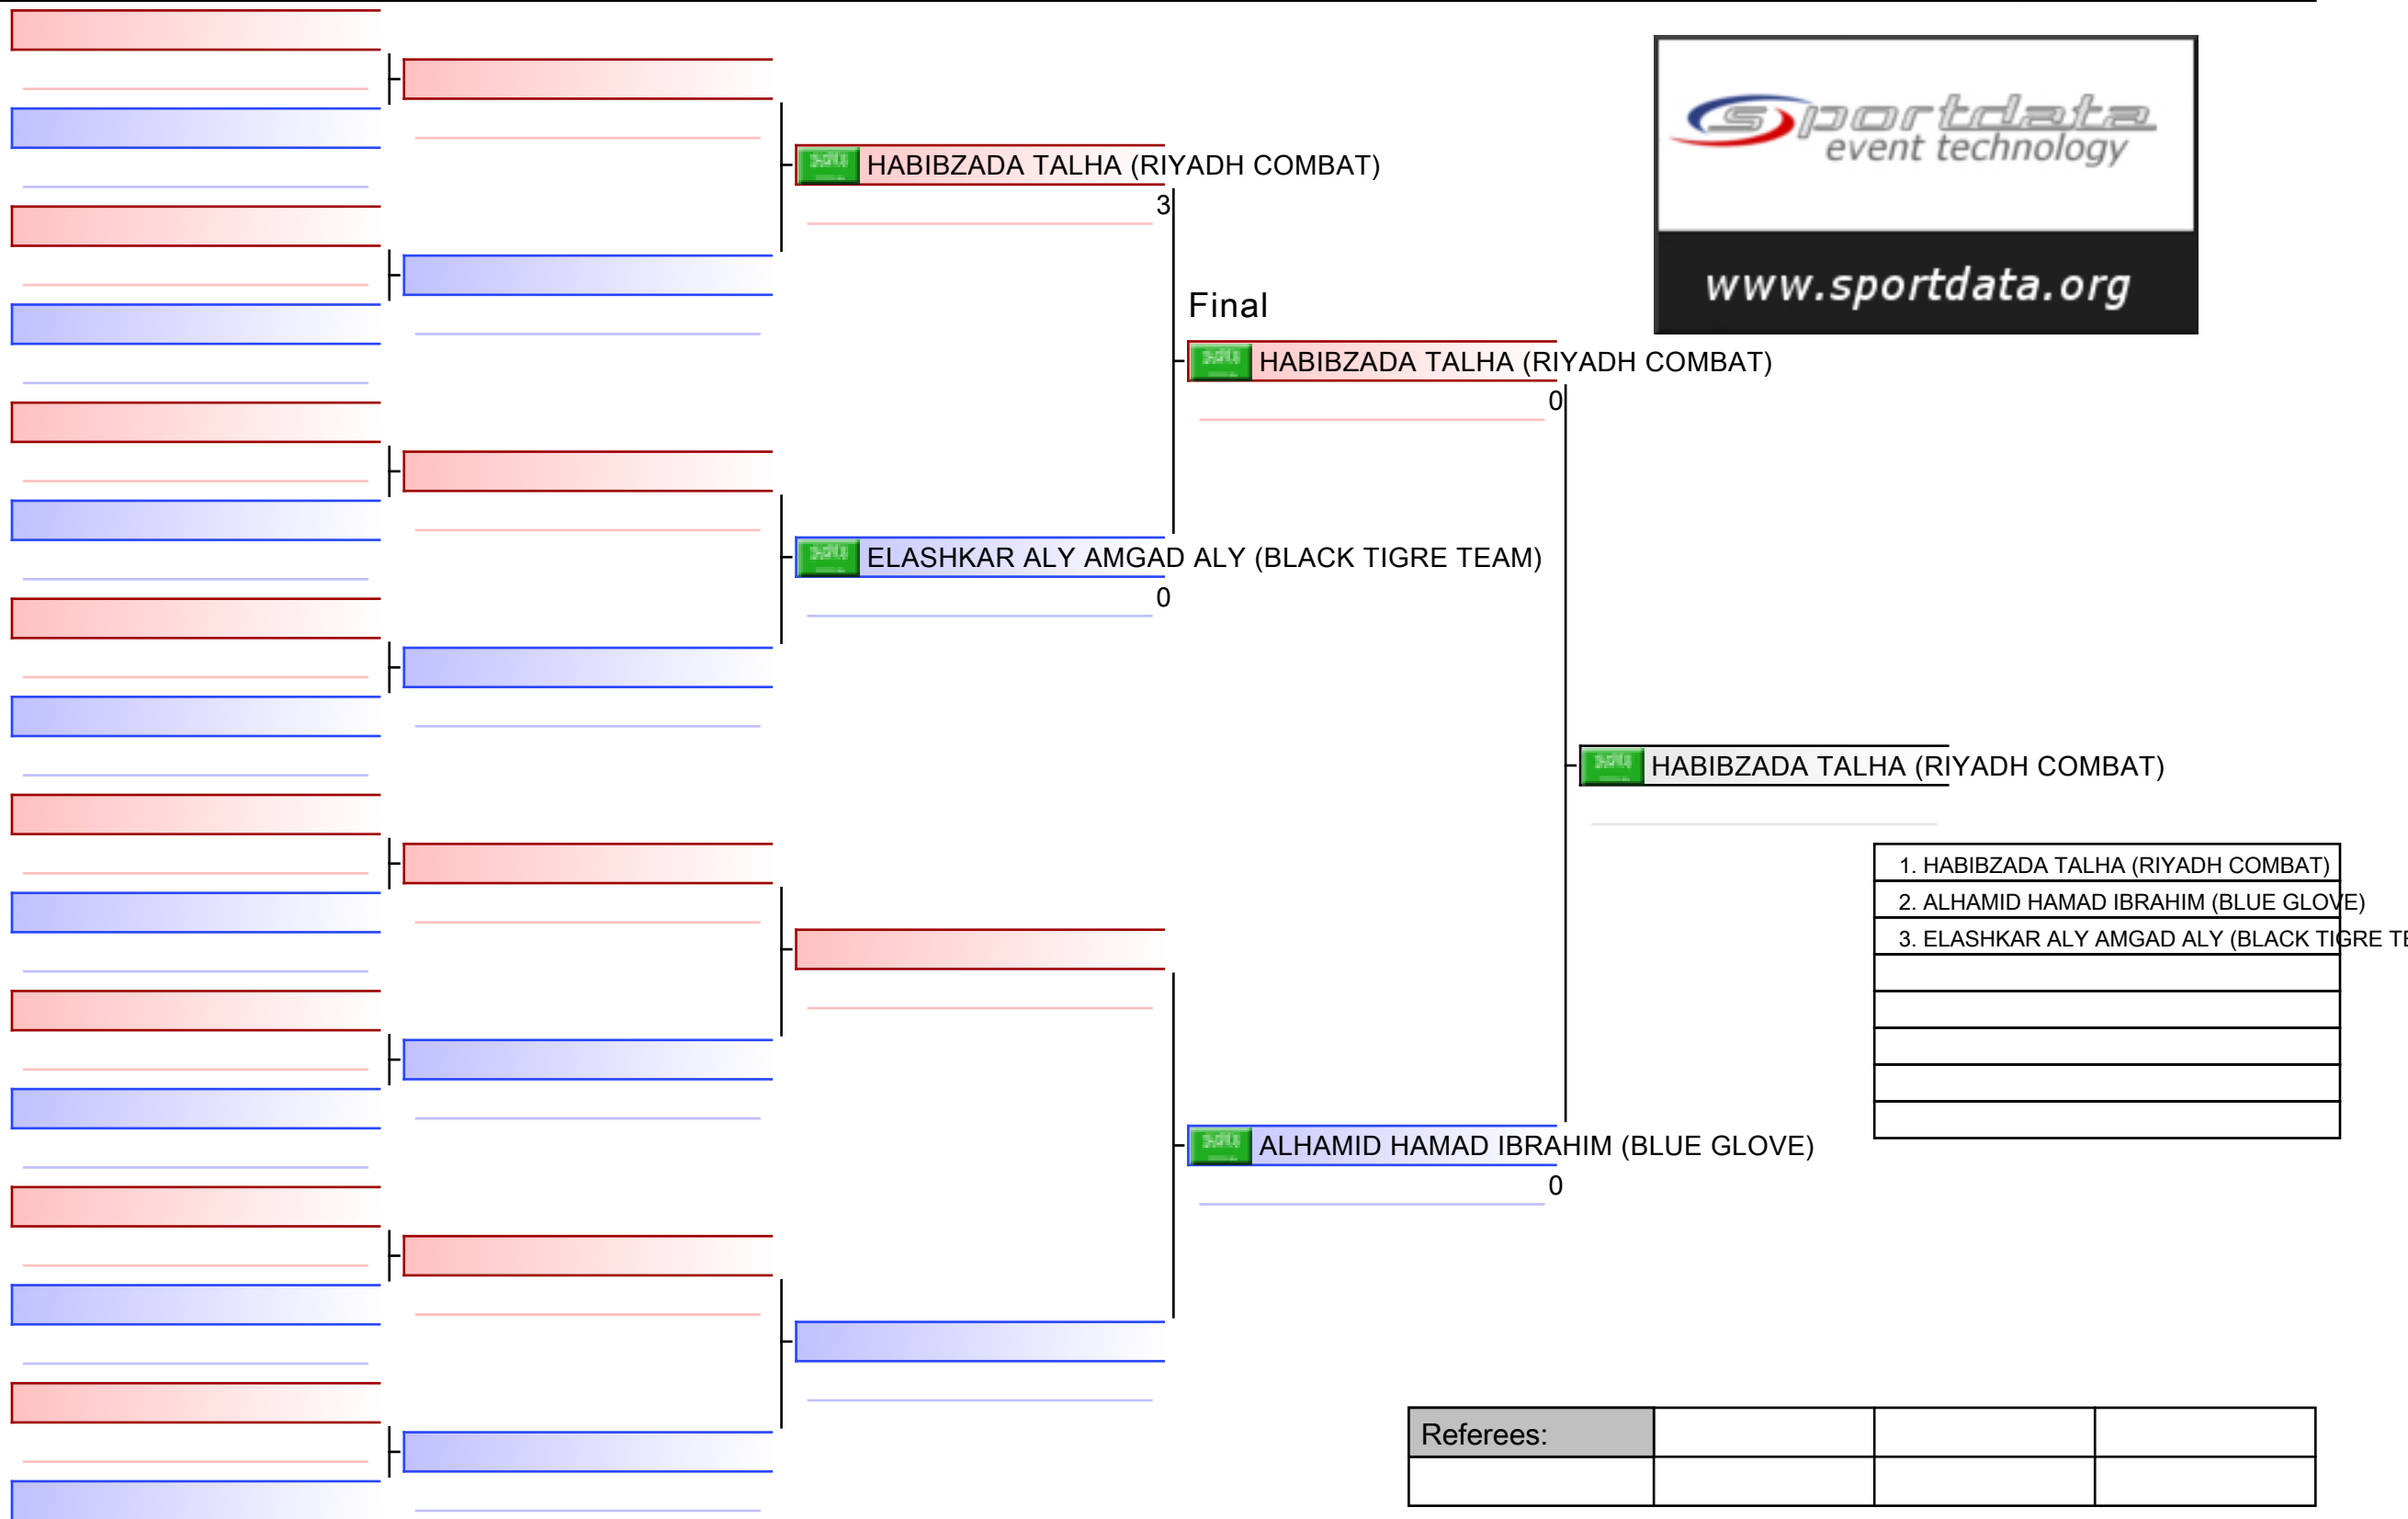 sportdata
event technology
www.sportdata.org
HABIBZADA TALHA (RIYADH COMBAT)
3
Final
HABIBZADA TALHA (RIYADH COMBAT)
0
ELASHKAR ALY AMGAD ALY (BLACK TIGRE TEAM)
0
HABIBZADA TALHA (RIYADH COMBAT)
1. HABIBZADA TALHA (RIYADH COMBAT)
2. ALHAMID HAMAD IBRAHIM (BLUE GLOVE)
3. ELASHKAR ALY AMGAD ALY (BLACK TIGRE TE
ALHAMID HAMAD IBRAHIM (BLUE GLOVE)
0
Referees: